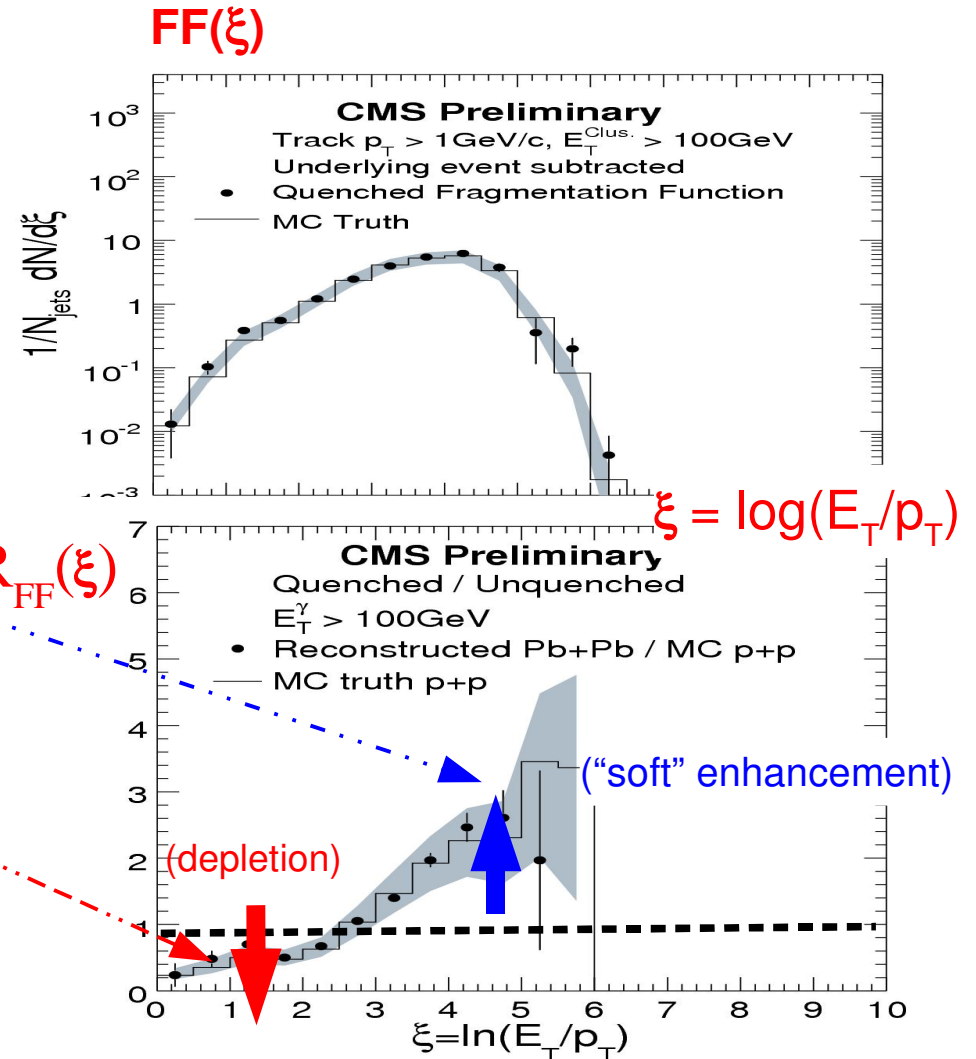 FF(ξ)
CMS Preliminary
Track p_T > 1GeV/c, E_T^Clus. > 100GeV
Underlying event subtracted
Quenched Fragmentation Function
MC Truth
10³
10²
10
1
10⁻¹
10⁻²
10⁻³
1/N_jets dN/dξ
ξ = log(E_T/p_T)
R_FF(ξ)
CMS Preliminary
Quenched / Unquenched
E_T^γ > 100GeV
Reconstructed Pb+Pb / MC p+p
MC truth p+p
("soft" enhancement)
(depletion)
7
6
5
4
3
2
1
0
0 1 2 3 4 5 6 7 8 9 10
ξ=ln(E_T/p_T)